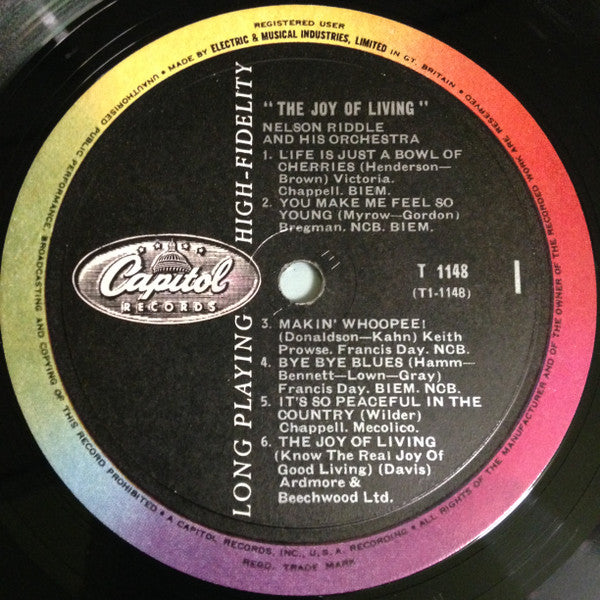 REGISTERED USER
• MADE BY ELECTRIC & MUSICAL INDUSTRIES, LIMITED IN GT. BRITAIN •
ALL RIGHTS OF THE MANUFACTURER AND OF THE OWNER OF THE RECORDED WORK ARE RESERVED
UNAUTHORISED PUBLIC PERFORMANCE, BROADCASTING AND COPYING OF THIS RECORD PROHIBITED •
A CAPITOL RECORDS, INC., U.S.A. RECORDING •
REGD. TRADE MARK
LONG PLAYING HIGH-FIDELITY
Capitol
RECORDS
"THE JOY OF LIVING"
NELSON RIDDLE
AND HIS ORCHESTRA
1. LIFE IS JUST A BOWL OF
CHERRIES (Henderson—
Brown) Victoria.
Chappell. BIEM.
2. YOU MAKE ME FEEL SO
YOUNG (Myrow—Gordon)
Bregman. NCB. BIEM.
T 1148
(T1-1148)
1
3. MAKIN' WHOOPEE!
(Donaldson—Kahn) Keith
Prowse. Francis Day. NCB.
4. BYE BYE BLUES (Hamm—
Bennett—Lown—Gray)
Francis Day. BIEM. NCB.
5. IT'S SO PEACEFUL IN THE
COUNTRY (Wilder)
Chappell. Mecolico.
6. THE JOY OF LIVING
(Know The Real Joy Of
Good Living) (Davis)
Ardmore &
Beechwood Ltd.